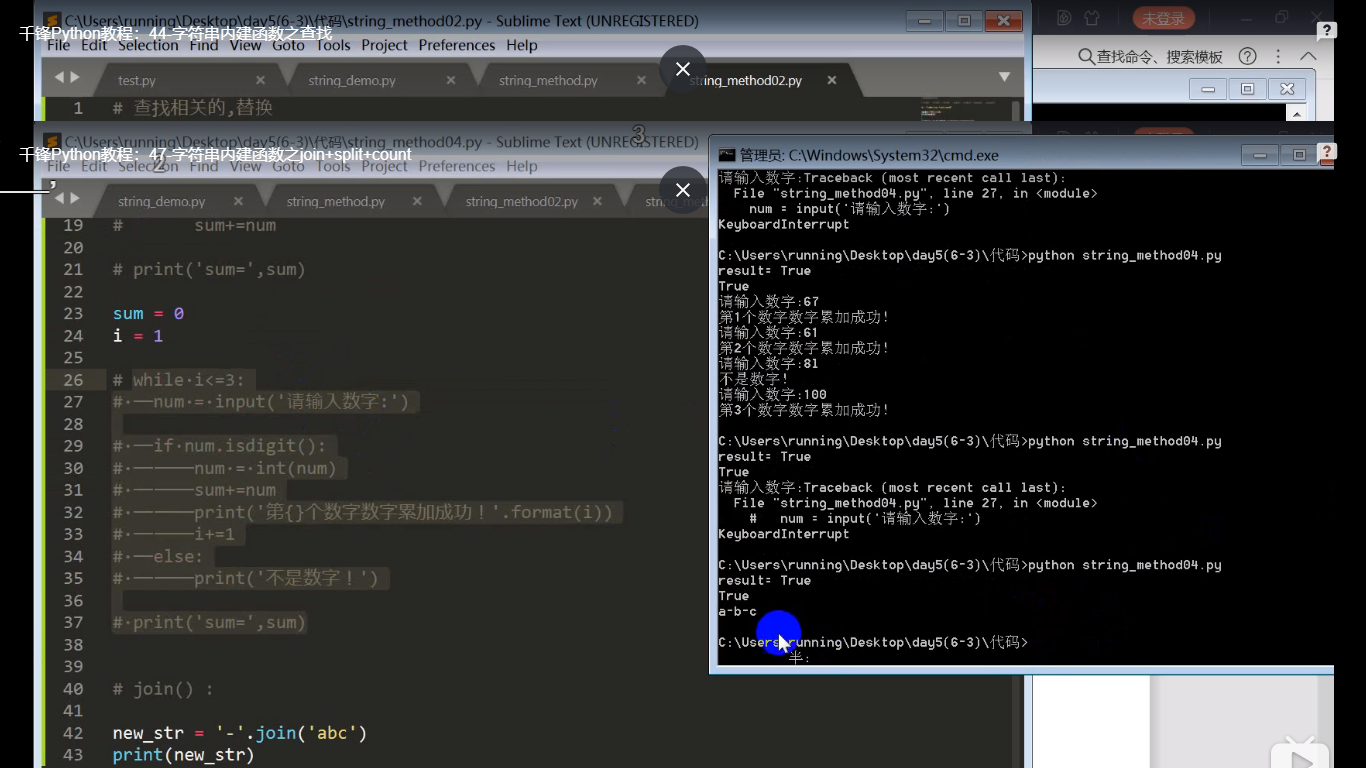 C:\Users\running\Desktop\day5(6-3)\代码\string_method02.py - Sublime Text (UNREGISTERED)
千锋Python教程：44 字符串内建函数之查找
File Edit Selection Find View Goto Tools Project Preferences Help
未登录
查找命令、搜索模板
test.py string_demo.py string_method.py string_method02.py
1 # 查找相关的,替换
C:\Users\running\Desktop\day5(6-3)\代码\string_method04.py - Sublime Text (UNREGISTERED)
千锋Python教程：47 字符串内建函数之join+split+count
File Edit Selection Find View Goto Tools Project Preferences Help
2
3
string_demo.py string_method.py string_method02.py
19 # sum+=num
20
21 # print('sum=',sum)
22
23 sum = 0
24 i = 1
25
26 # while i<=3:
27 # num = input('请输入数字:')
28
29 # if num.isdigit():
30 # num = int(num)
31 # sum+=num
32 # print('第{}个数字数字累加成功！'.format(i))
33 # i+=1
34 # else:
35 # print('不是数字！')
36
37 # print('sum=',sum)
38
39
40 # join() :
41
42 new_str = '-'.join('abc')
43 print(new_str)
管理员: C:\Windows\System32\cmd.exe
请输入数字:Traceback (most recent call last):
File "string_method04.py", line 27, in <module>
num = input('请输入数字:')
KeyboardInterrupt
C:\Users\running\Desktop\day5(6-3)\代码>python string_method04.py
result= True
True
请输入数字:67
第1个数字数字累加成功!
请输入数字:61
第2个数字数字累加成功!
请输入数字:8l
不是数字!
请输入数字:100
第3个数字数字累加成功!
C:\Users\running\Desktop\day5(6-3)\代码>python string_method04.py
result= True
True
请输入数字:Traceback (most recent call last):
File "string_method04.py", line 27, in <module>
# num = input('请输入数字:')
KeyboardInterrupt
C:\Users\running\Desktop\day5(6-3)\代码>python string_method04.py
result= True
True
a-b-c
C:\Users\running\Desktop\day5(6-3)\代码>
半: